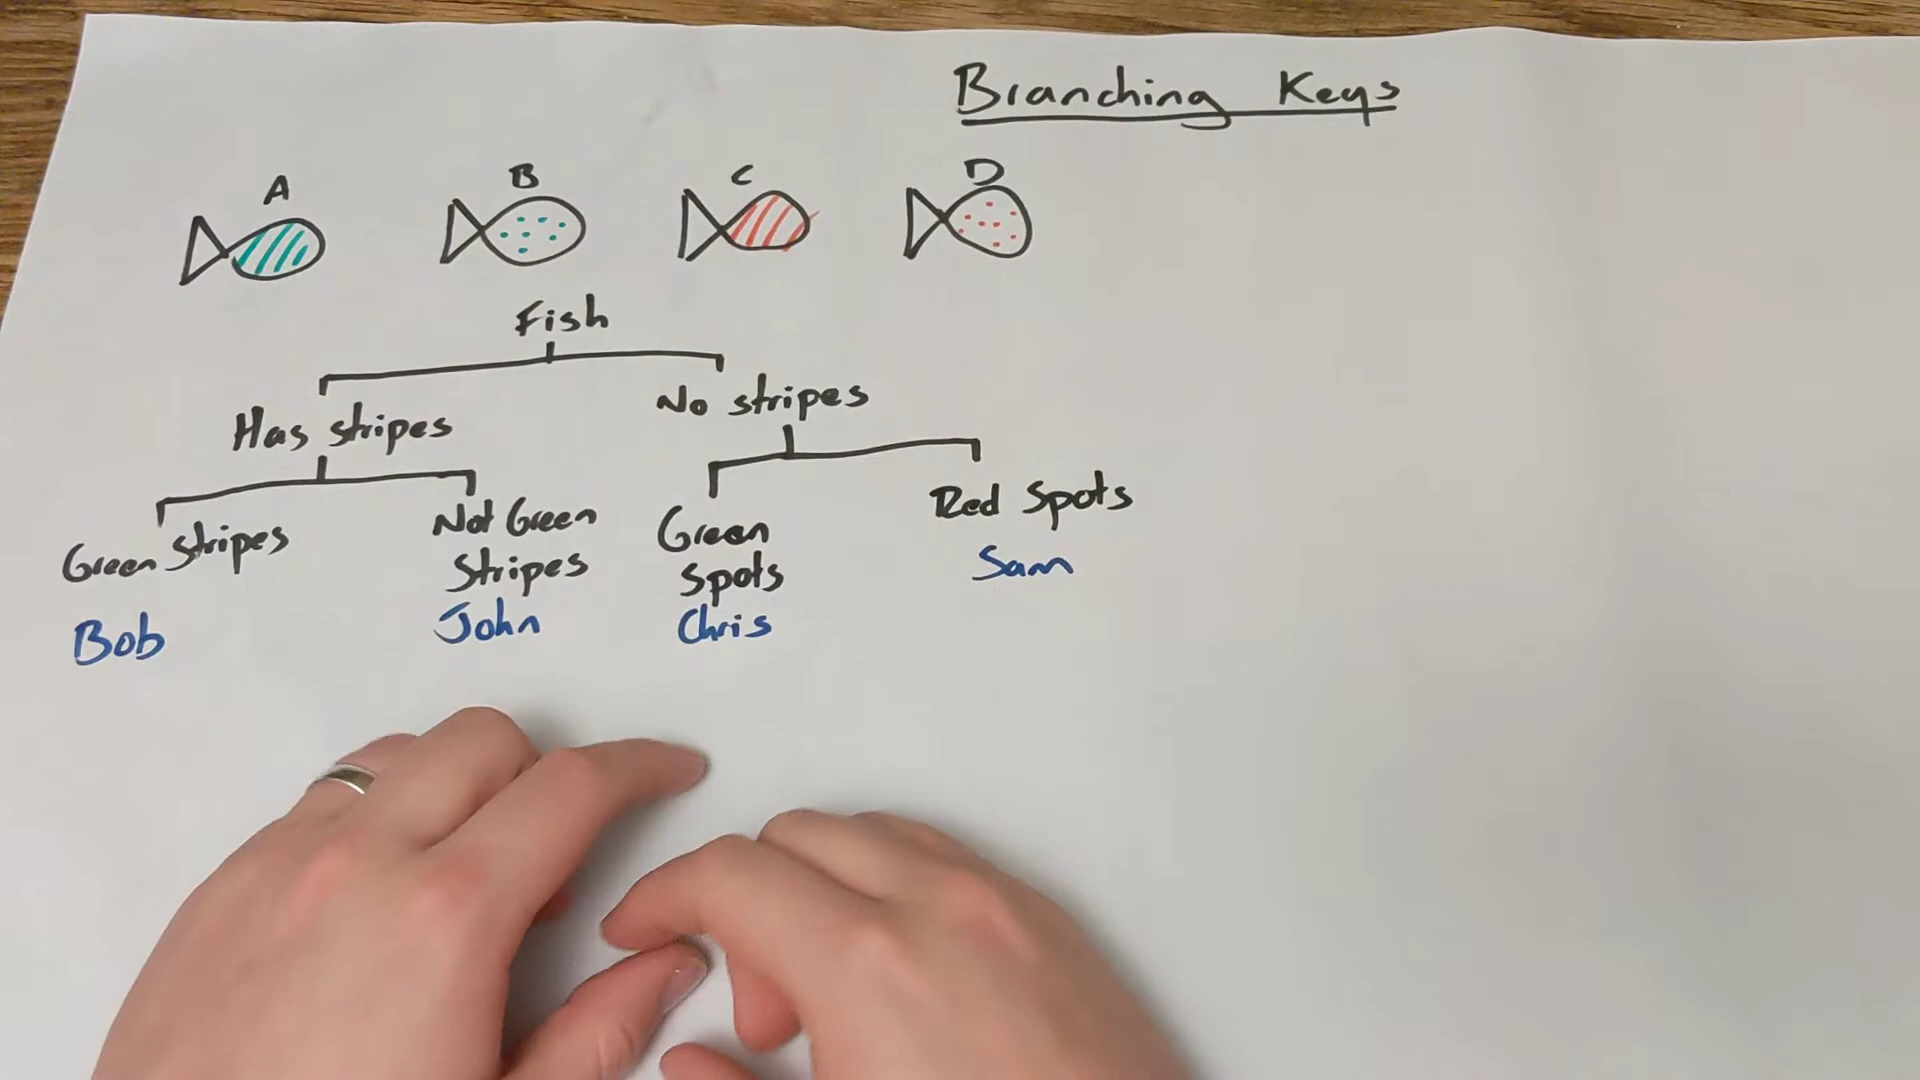 Branching Keys
A B C D
Fish
Has stripes
No stripes
Green Stripes
Not Green
Stripes
Green
Spots
Red Spots
Bob
John
Chris
Sam